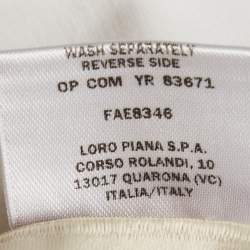 WASH SEPARATELY
REVERSE SIDE
OP COM YR 83671
FAE8346
LORO PIANA S.P.A.
CORSO ROLANDI, 10
13017 QUARONA (VC)
ITALIA/ITALY